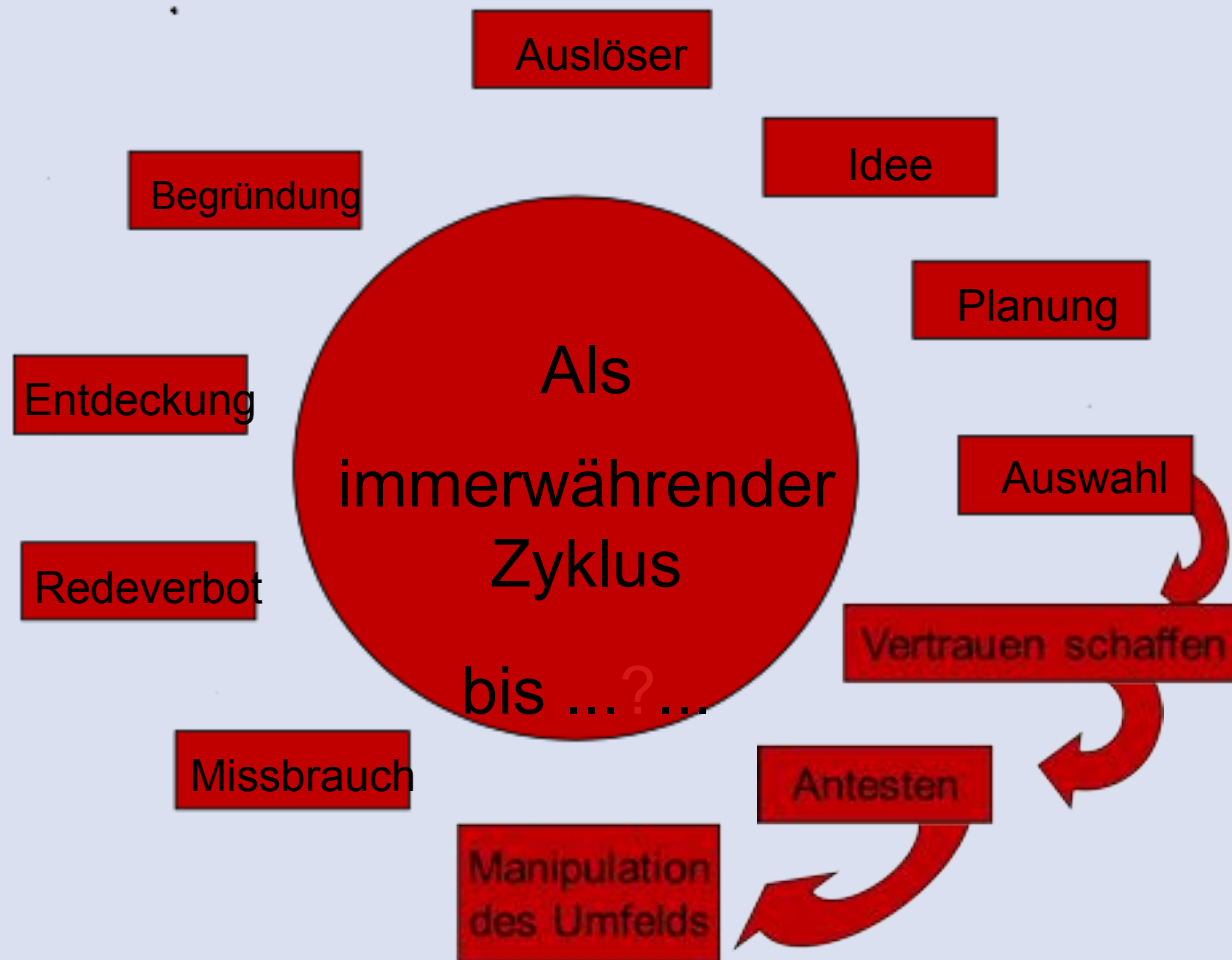 Auslöser
Idee
Planung
Auswahl
Vertrauen schaffen
Antesten
Manipulation
des Umfelds
Missbrauch
Redeverbot
Entdeckung
Begründung
Als
immerwährender
Zyklus
bis ...?...